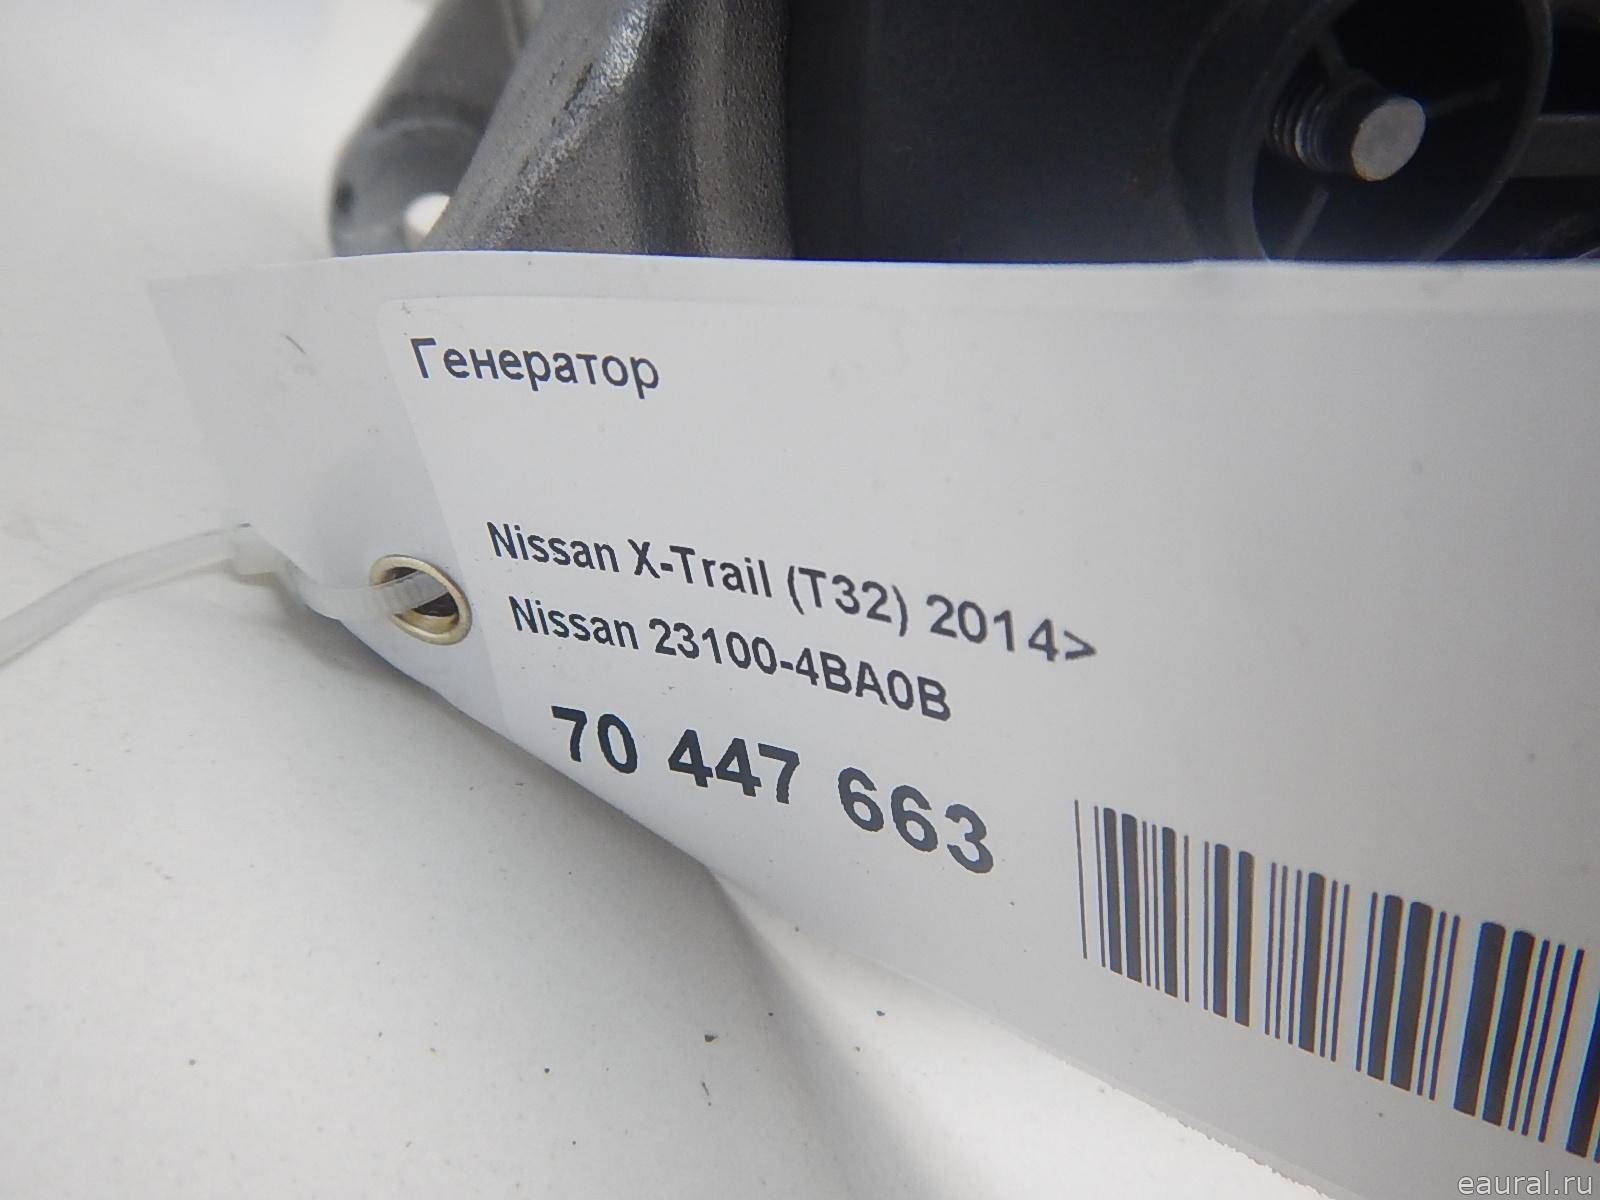 Генератор
Nissan X-Trail (T32) 2014>
Nissan 23100-4BA0B
70 447 663
eaural.ru